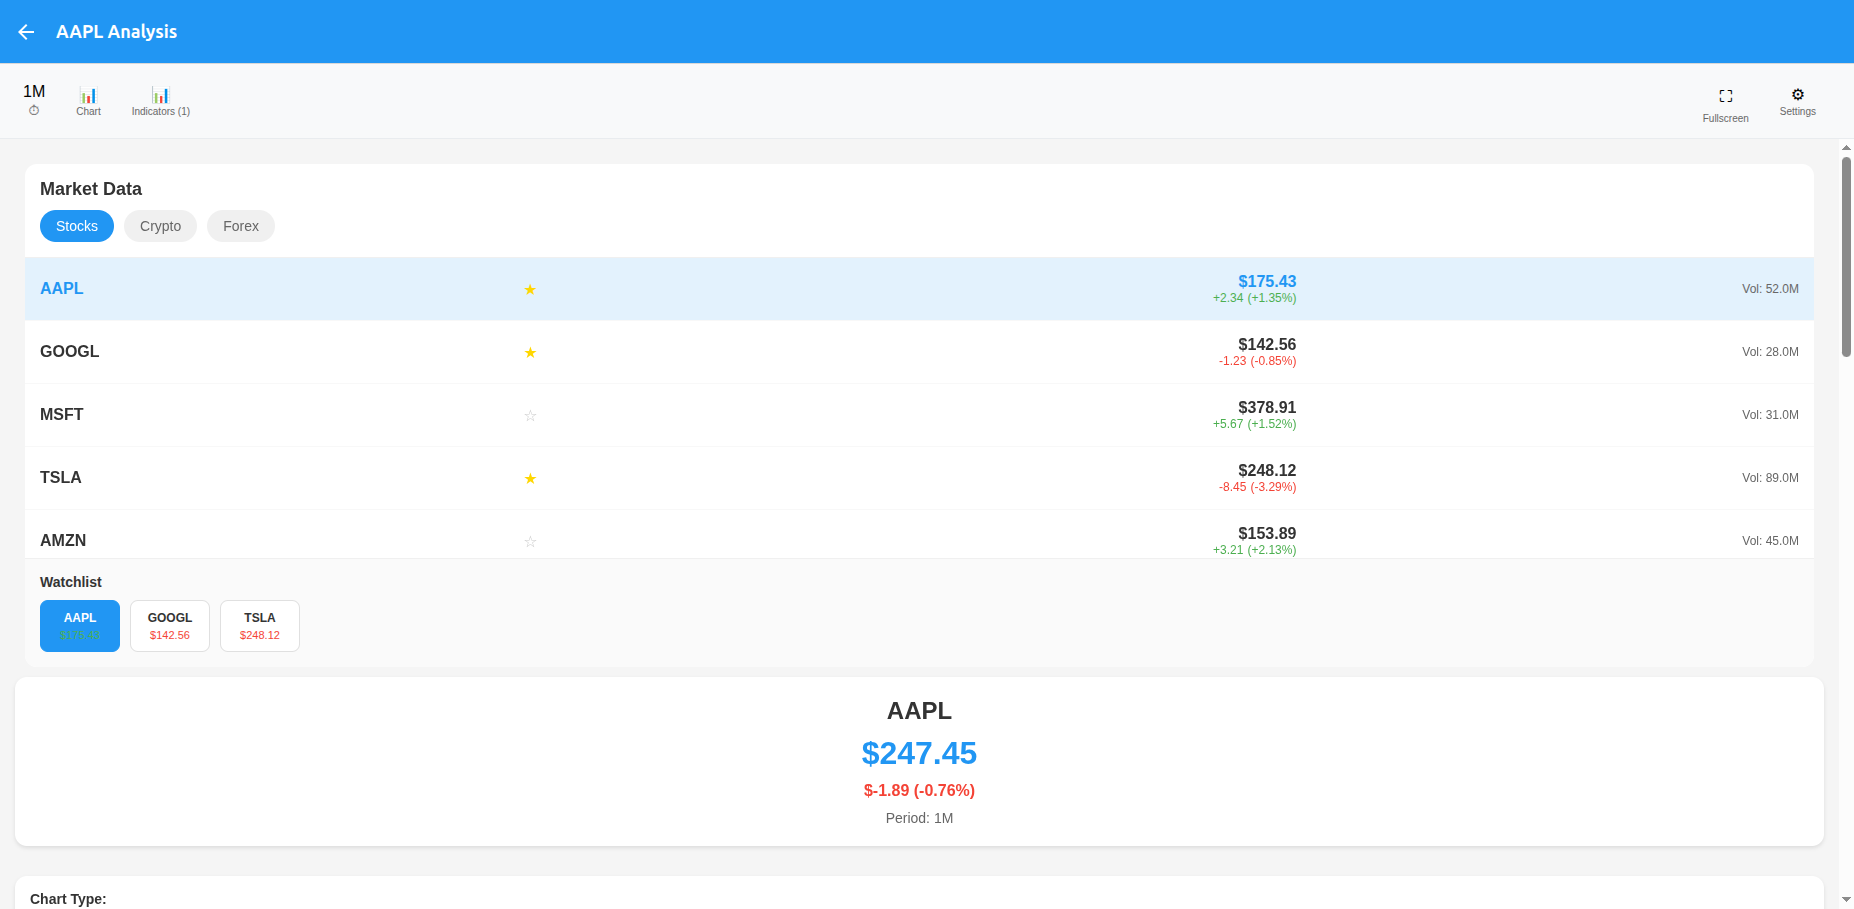 AAPL Analysis
1M
Chart
Indicators (1)
Fullscreen
Settings
Market Data
Stocks
Crypto
Forex
AAPL
$175.43
+2.34 (+1.35%)
Vol: 52.0M
GOOGL
$142.56
-1.23 (-0.85%)
Vol: 28.0M
MSFT
$378.91
+5.67 (+1.52%)
Vol: 31.0M
TSLA
$248.12
-8.45 (-3.29%)
Vol: 89.0M
AMZN
$153.89
+3.21 (+2.13%)
Vol: 45.0M
Watchlist
AAPL
$175.43
GOOGL
$142.56
TSLA
$248.12
AAPL
$247.45
$-1.89 (-0.76%)
Period: 1M
Chart Type: